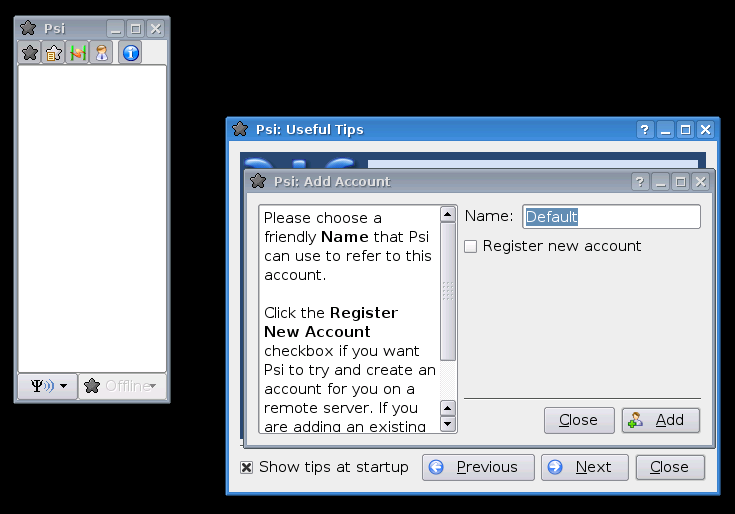 Psi
Ψ
Offline
Psi: Useful Tips
Psi: Add Account
Please choose a
friendly Name that Psi
can use to refer to this
account.
Click the Register
New Account
checkbox if you want
Psi to try and create an
account for you on a
remote server. If you
are adding an existing
Name: Default
Register new account
Close Add
Show tips at startup Previous Next Close